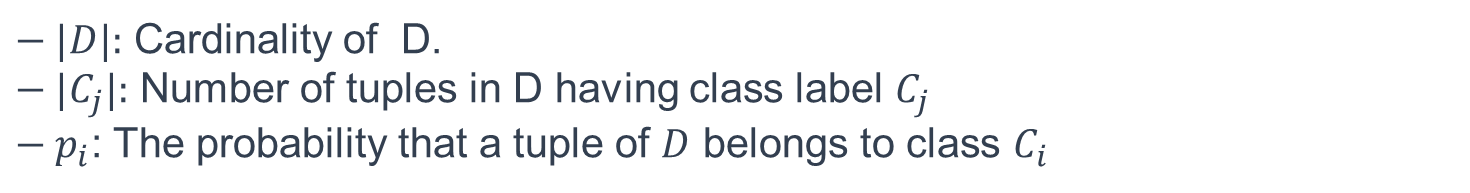 – |D|: Cardinality of D.
– |Cⱼ|: Number of tuples in D having class label Cⱼ
– pᵢ: The probability that a tuple of D belongs to class Cᵢ